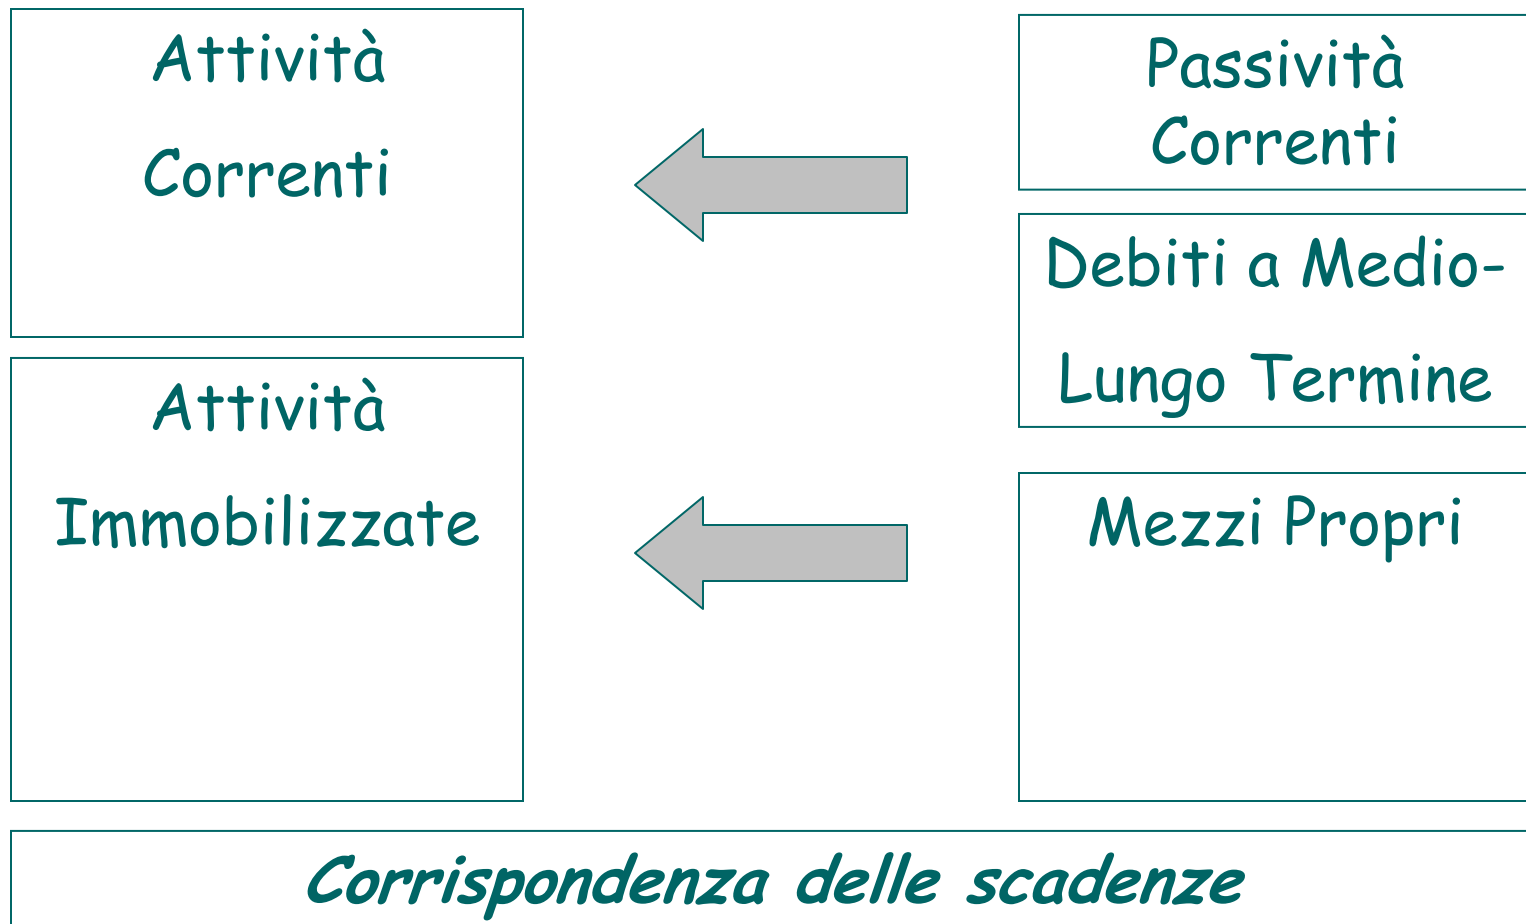 Attività
Correnti
Attività
Immobilizzate
Passività
Correnti
Debiti a Medio-
Lungo Termine
Mezzi Propri
Corrispondenza delle scadenze